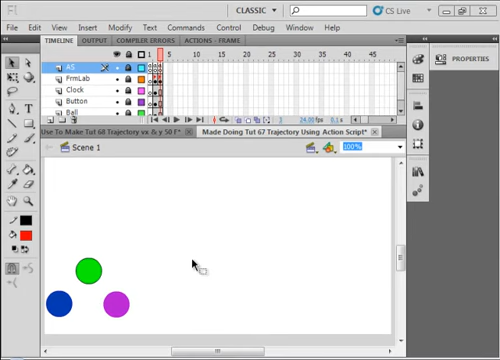 Fl
CLASSIC
CS Live
File Edit View Insert Modify Text Commands Control Debug Window Help
TIMELINE OUTPUT COMPILER ERRORS ACTIONS - FRAME
PROPERTIES
1 5 10 15 20 25 30 35 40 45
AS
FrmLab
Clock
Button
Ball
24.00 fps
Use To Make Tut 68 Trajectory vx & y 50 F* Made Doing Tut 67 Trajectory Using Action Script*
Scene 1
100%